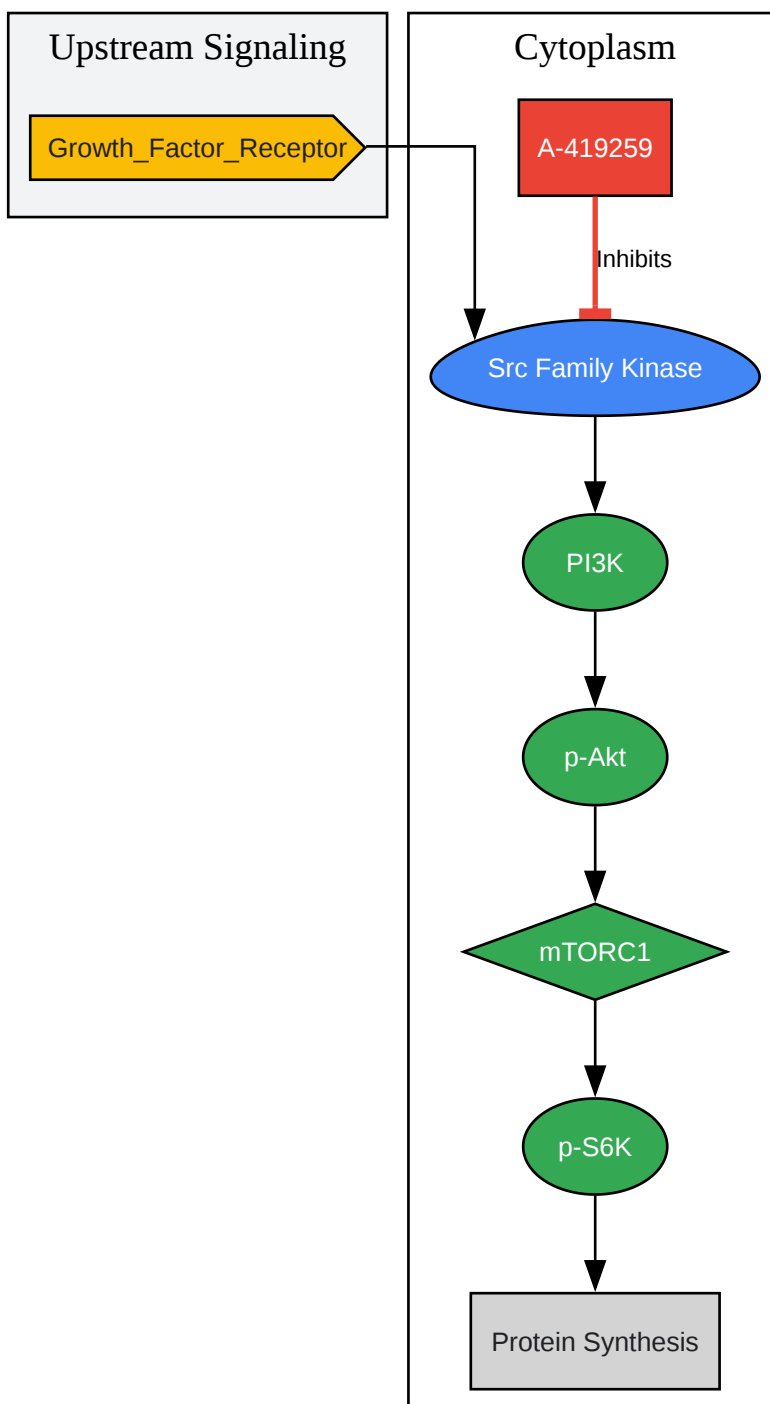 Upstream Signaling
Growth_Factor_Receptor
Cytoplasm
A-419259
Inhibits
Src Family Kinase
PI3K
p-Akt
mTORC1
p-S6K
Protein Synthesis